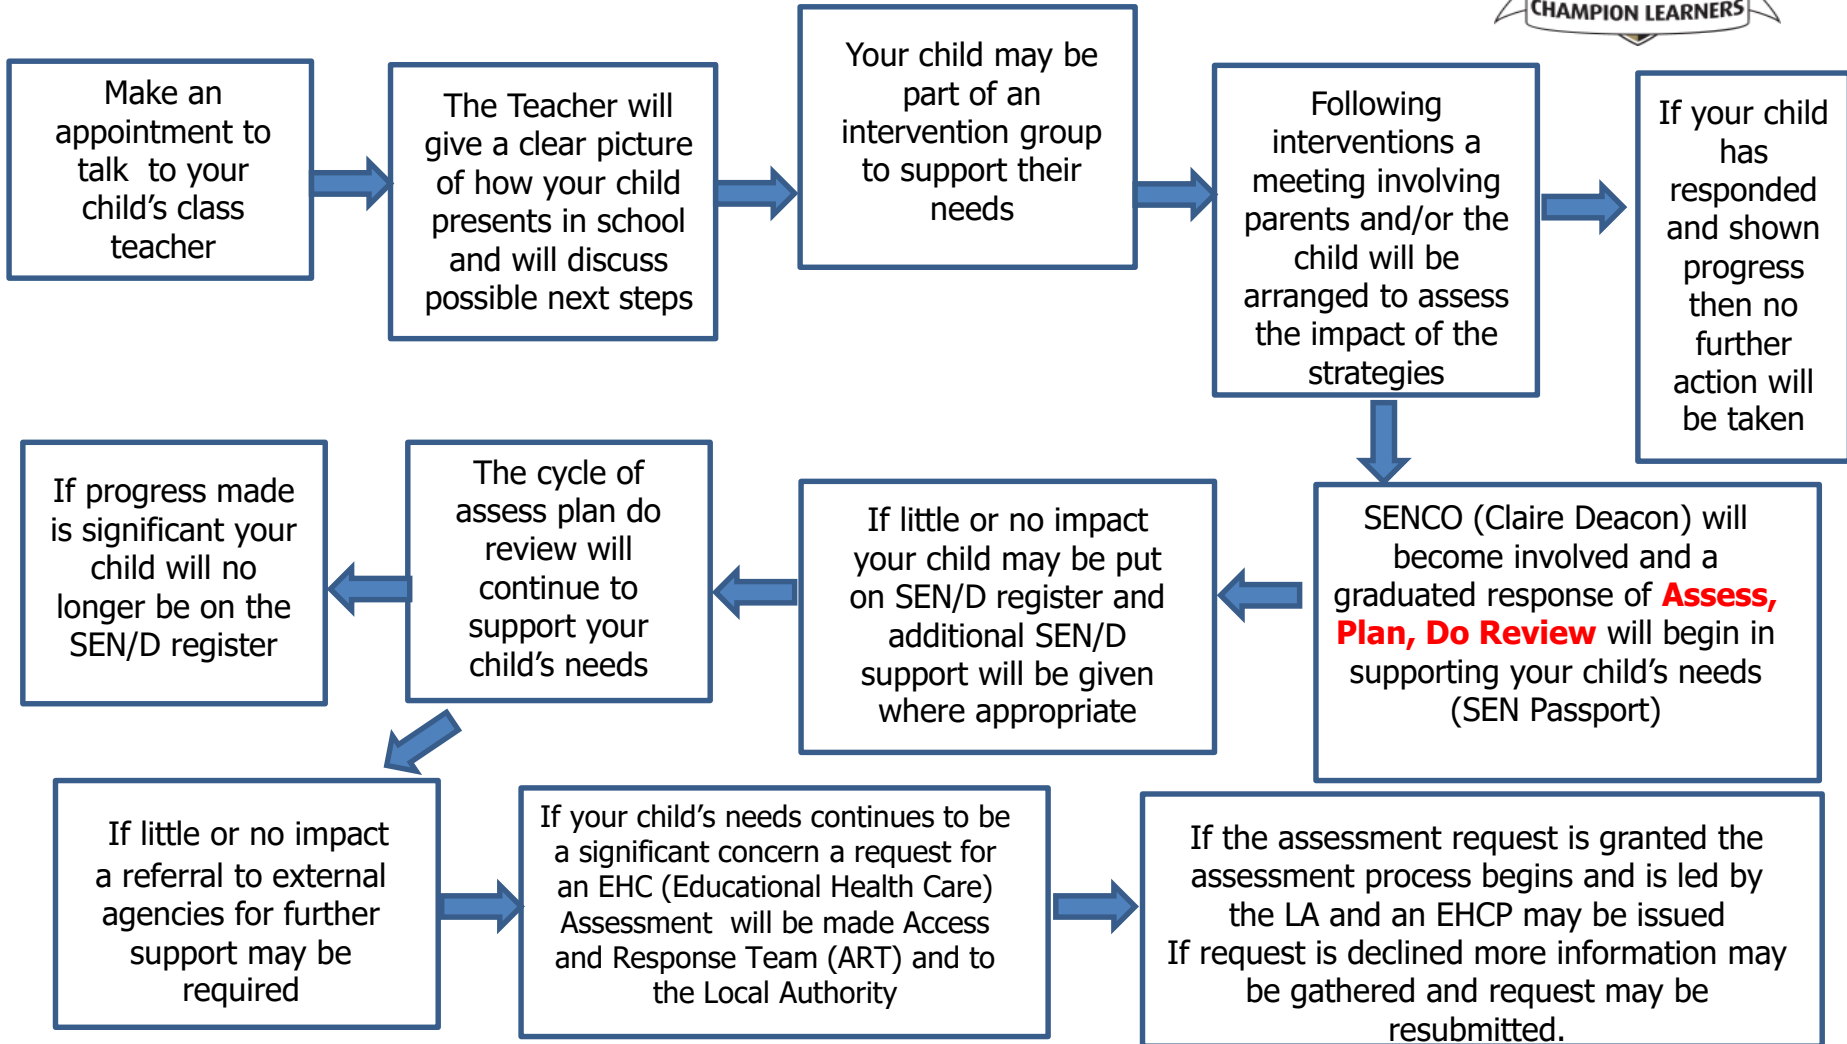 CHAMPION LEARNERS
Make an
appointment to
talk to your
child's class
teacher
The Teacher will
give a clear picture
of how your child
presents in school
and will discuss
possible next steps
Your child may be
part of an
intervention group
to support their
needs
Following
interventions a
meeting involving
parents and/or the
child will be
arranged to assess
the impact of the
strategies
If your child
has
responded
and shown
progress
then no
further
action will
be taken
SENCO (Claire Deacon) will
become involved and a
graduated response of Assess,
Plan, Do Review will begin in
supporting your child's needs
(SEN Passport)
If little or no impact
your child may be put
on SEN/D register and
additional SEN/D
support will be given
where appropriate
The cycle of
assess plan do
review will
continue to
support your
child's needs
If progress made
is significant your
child will no
longer be on the
SEN/D register
If little or no impact
a referral to external
agencies for further
support may be
required
If your child's needs continues to be
a significant concern a request for
an EHC (Educational Health Care)
Assessment will be made Access
and Response Team (ART) and to
the Local Authority
If the assessment request is granted the
assessment process begins and is led by
the LA and an EHCP may be issued
If request is declined more information may
be gathered and request may be
resubmitted.